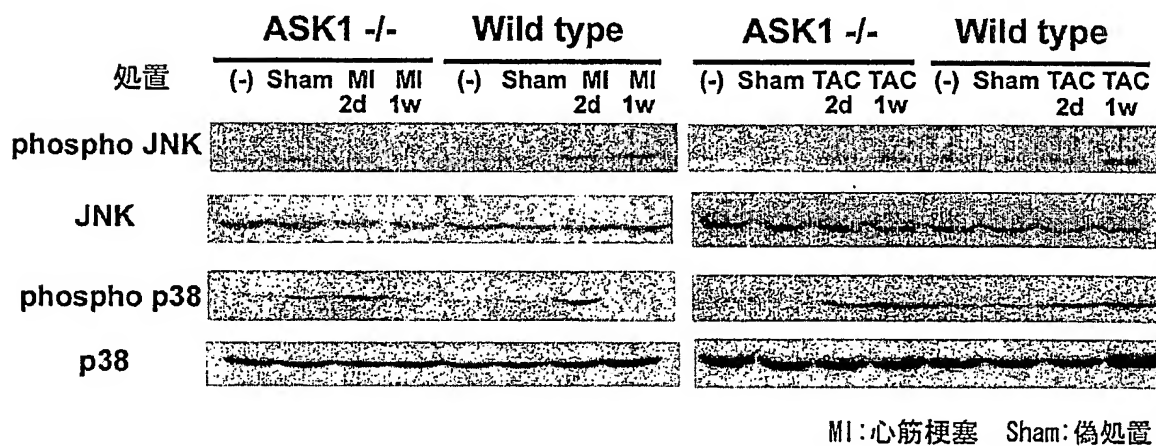 ASK1 -/- Wild type ASK1 -/- Wild type
処置 (-) Sham MI MI (-) Sham MI MI (-) Sham TAC TAC (-) Sham TAC TAC
2d 1w 2d 1w 2d 1w 2d 1w
phospho JNK
JNK
phospho p38
p38
MI:心筋梗塞 Sham:偽処置